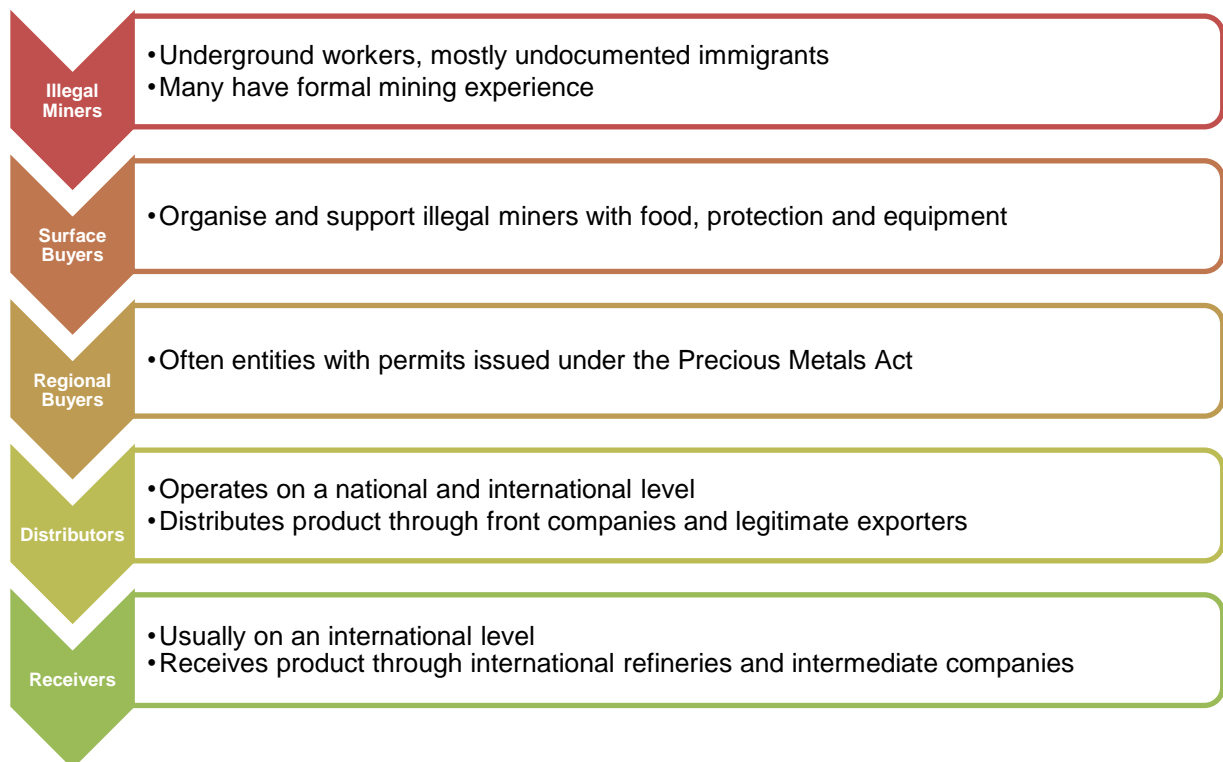 Illegal
Miners
•Underground workers, mostly undocumented immigrants
•Many have formal mining experience
Surface
Buyers
•Organise and support illegal miners with food, protection and equipment
Regional
Buyers
•Often entities with permits issued under the Precious Metals Act
Distributors
•Operates on a national and international level
•Distributes product through front companies and legitimate exporters
Receivers
•Usually on an international level
•Receives product through international refineries and intermediate companies